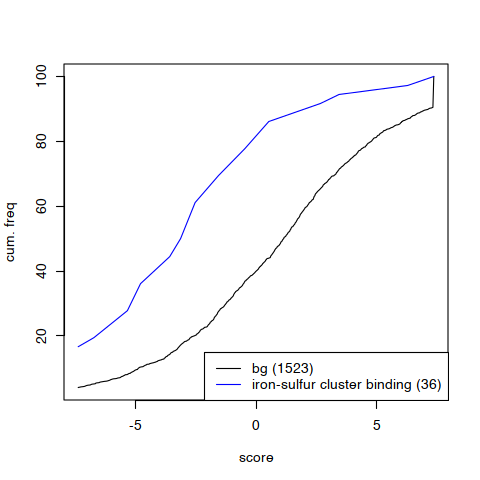 cum. freq
100
80
60
40
20
bg (1523)
iron-sulfur cluster binding (36)
-5
0
5
score